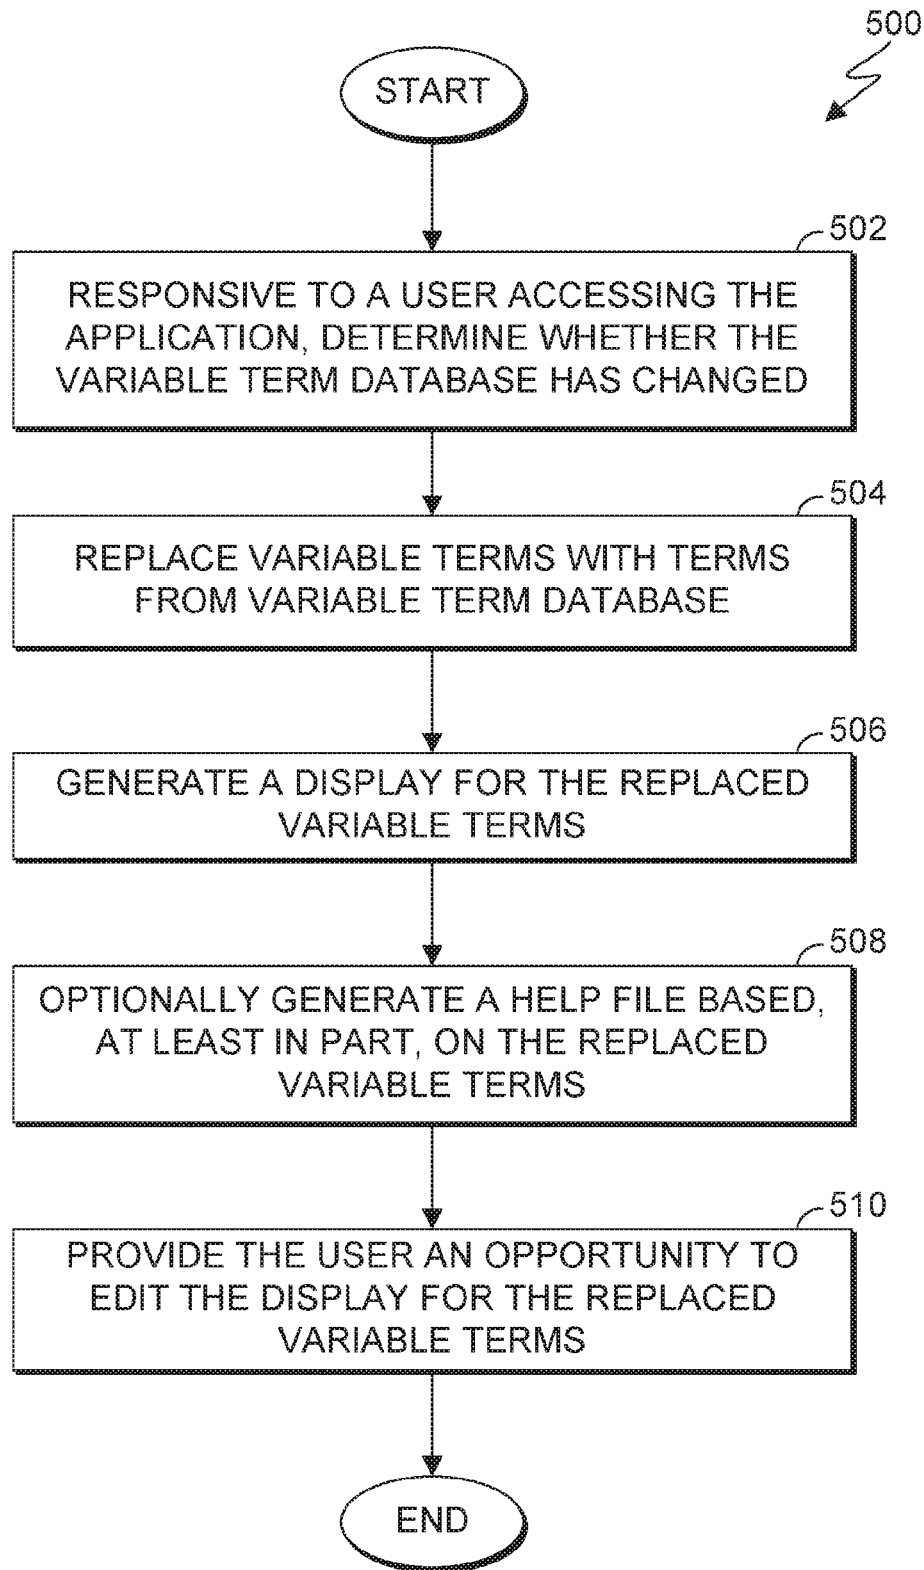 500
START
502
RESPONSIVE TO A USER ACCESSING THE
APPLICATION, DETERMINE WHETHER THE
VARIABLE TERM DATABASE HAS CHANGED
504
REPLACE VARIABLE TERMS WITH TERMS
FROM VARIABLE TERM DATABASE
506
GENERATE A DISPLAY FOR THE REPLACED
VARIABLE TERMS
508
OPTIONALLY GENERATE A HELP FILE BASED,
AT LEAST IN PART, ON THE REPLACED
VARIABLE TERMS
510
PROVIDE THE USER AN OPPORTUNITY TO
EDIT THE DISPLAY FOR THE REPLACED
VARIABLE TERMS
END